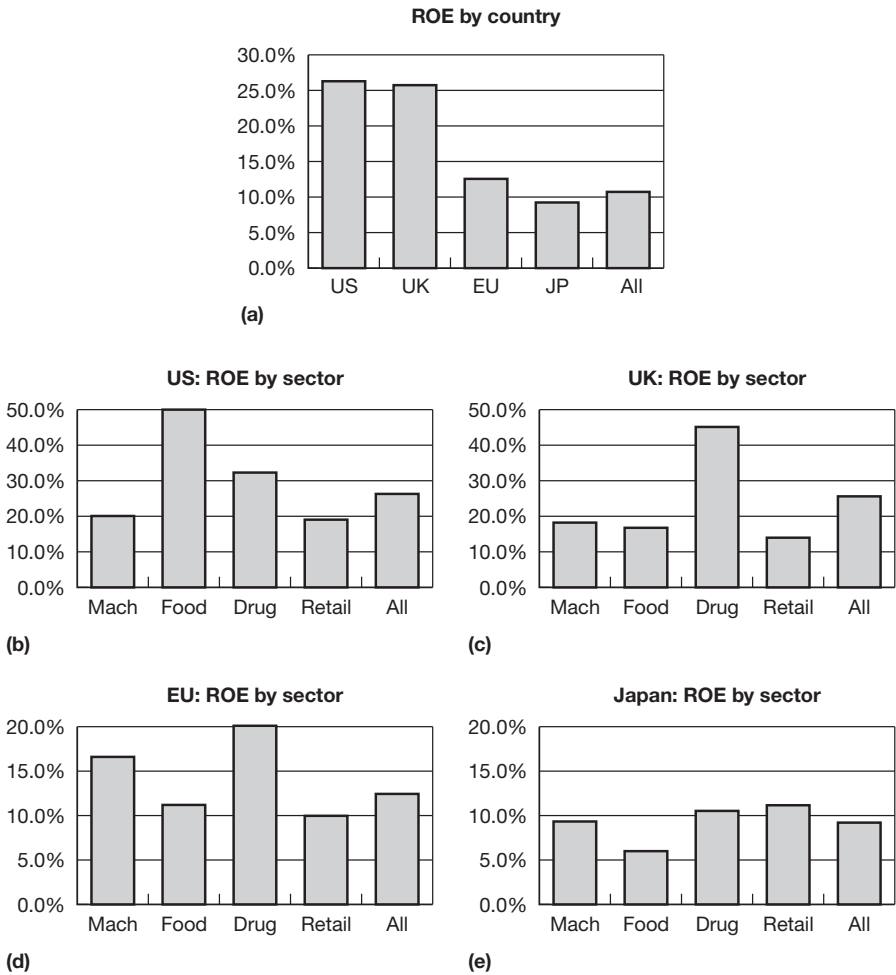 ROE by country
30.0%
25.0%
20.0%
15.0%
10.0%
5.0%
0.0%
US UK EU JP All
(a)
US: ROE by sector
50.0%
40.0%
30.0%
20.0%
10.0%
0.0%
Mach Food Drug Retail All
(b)
UK: ROE by sector
50.0%
40.0%
30.0%
20.0%
10.0%
0.0%
Mach Food Drug Retail All
(c)
EU: ROE by sector
20.0%
15.0%
10.0%
5.0%
0.0%
Mach Food Drug Retail All
(d)
Japan: ROE by sector
20.0%
15.0%
10.0%
5.0%
0.0%
Mach Food Drug Retail All
(e)